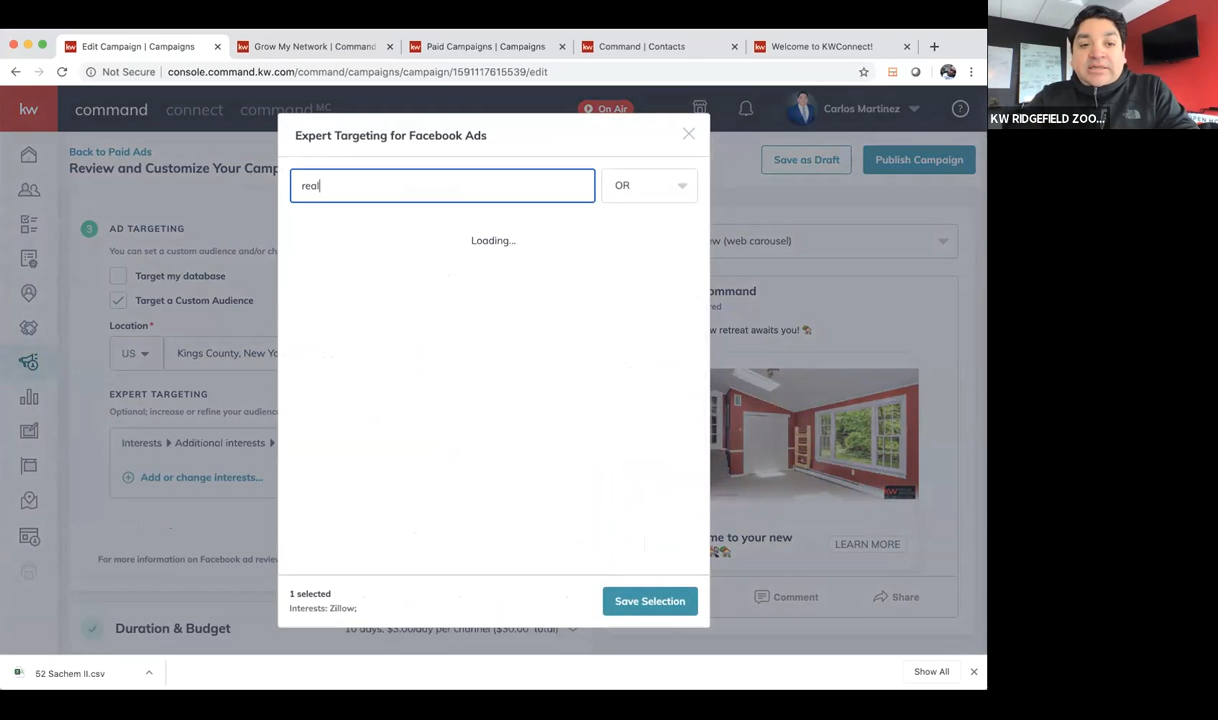 Edit Campaign | Campaigns
Grow My Network | Command
Paid Campaigns | Campaigns
Command | Contacts
Welcome to KWConnect!
Not Secure
console.command.kw.com/command/campaigns/campaign/1591117615539/edit
kw
command
connect
command MC
On Air
Carlos Martinez
KW RIDGEFIELD ZOO...
Back to Paid Ads
Review and Customize Your Camp
Save as Draft
Publish Campaign
Expert Targeting for Facebook Ads
real
OR
Loading...
3
AD TARGETING
You can set a custom audience and/or ch
Target my database
Target a Custom Audience
Location*
US
Kings County, New Yo
EXPERT TARGETING
Optional; increase or refine your audienc
Interests
Additional interests
Add or change interests...
For more information on Facebook ad review
ew (web carousel)
ommand
red
w retreat awaits you!
me to your new
LEARN MORE
Comment
Share
1 selected
Interests: Zillow;
Save Selection
Duration & Budget
10 days, $3.00/day per channel ($30.00 total)
52 Sachem II.csv
Show All